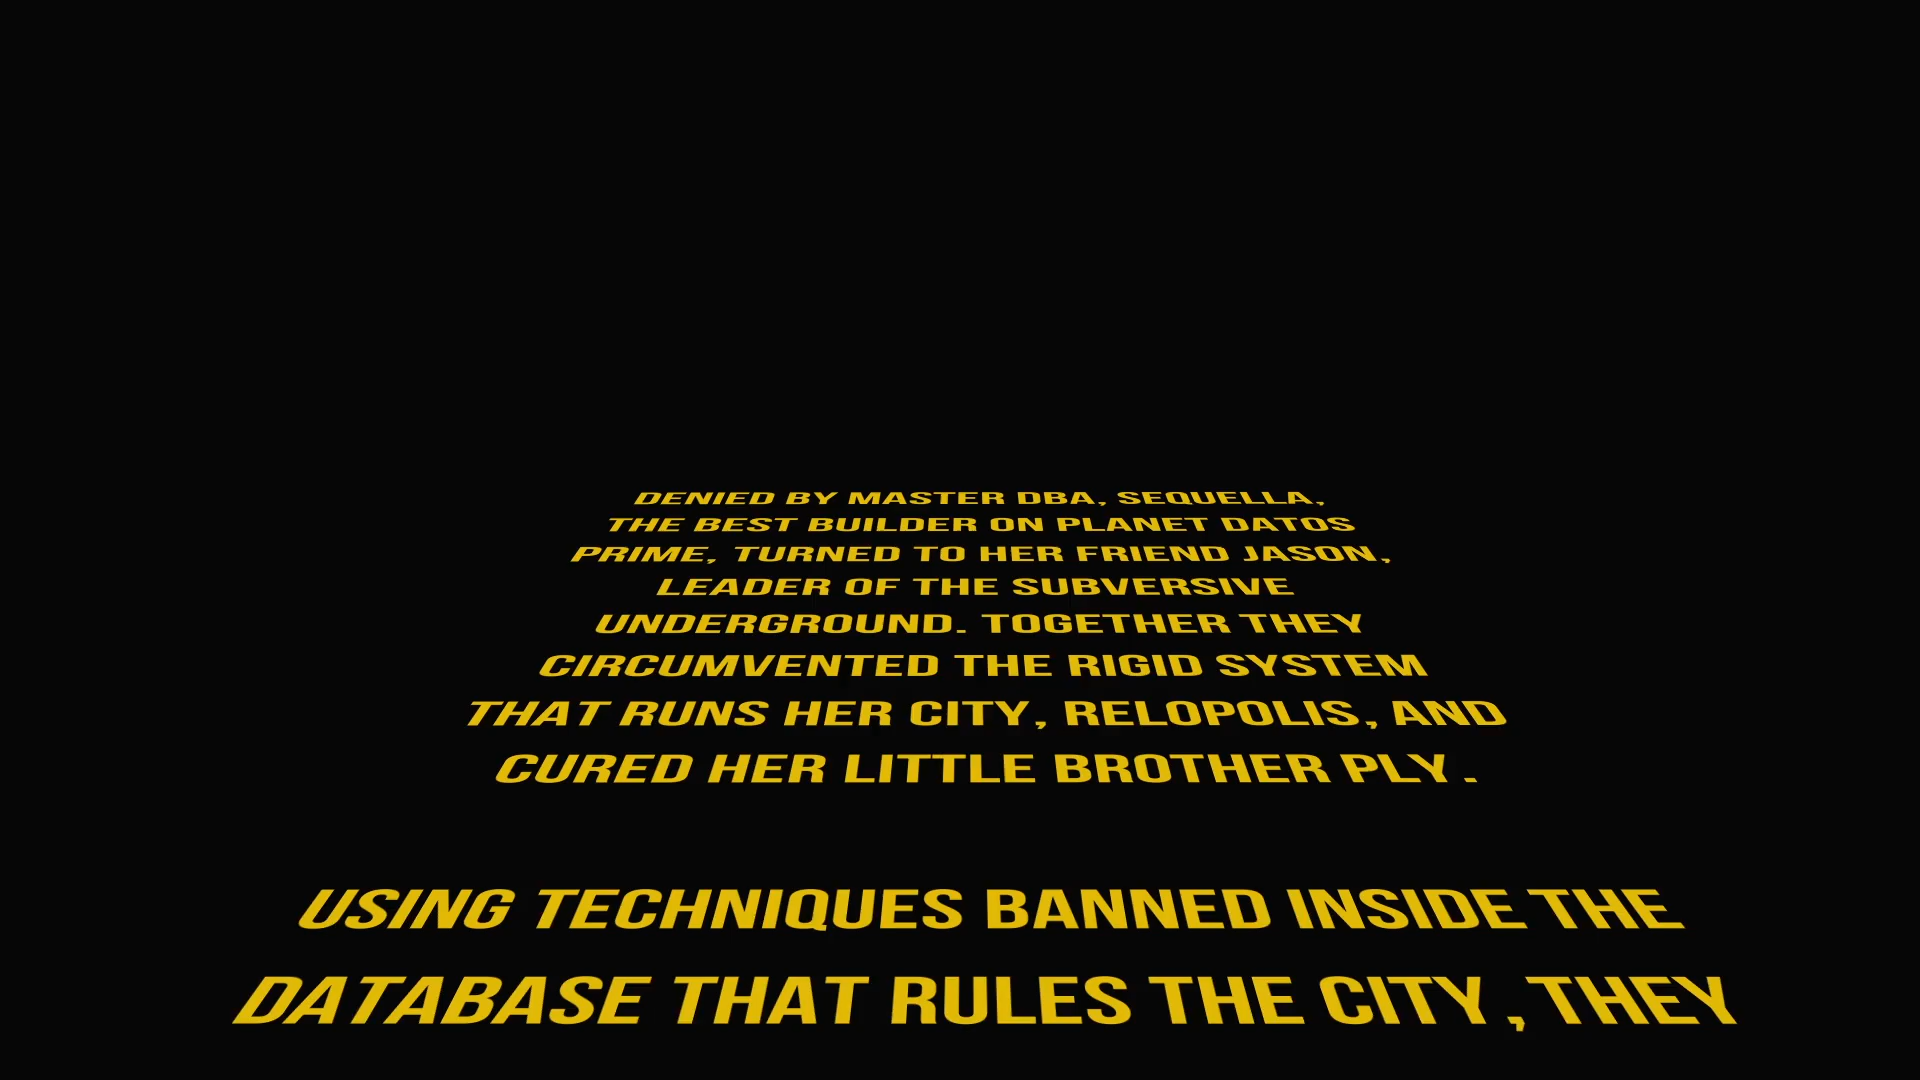 DENIED BY MASTER DBA, SEQUELLA,
THE BEST BUILDER ON PLANET DATOS
PRIME, TURNED TO HER FRIEND JASON,
LEADER OF THE SUBVERSIVE
UNDERGROUND. TOGETHER THEY
CIRCUMVENTED THE RIGID SYSTEM
THAT RUNS HER CITY, RELOPOLIS, AND
CURED HER LITTLE BROTHER PLY.
USING TECHNIQUES BANNED INSIDE THE
DATABASE THAT RULES THE CITY, THEY